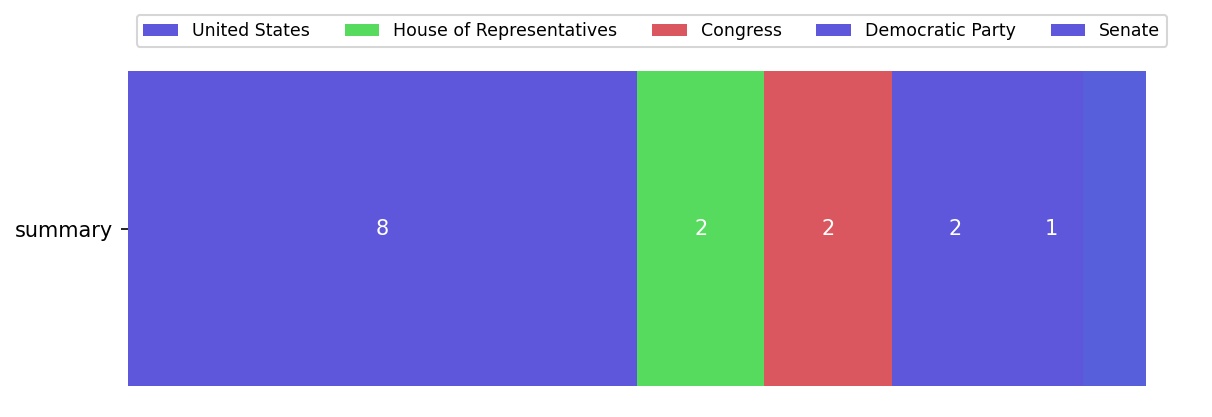 United States House of Representatives Congress Democratic Party Senate
summary 8 2 2 2 1